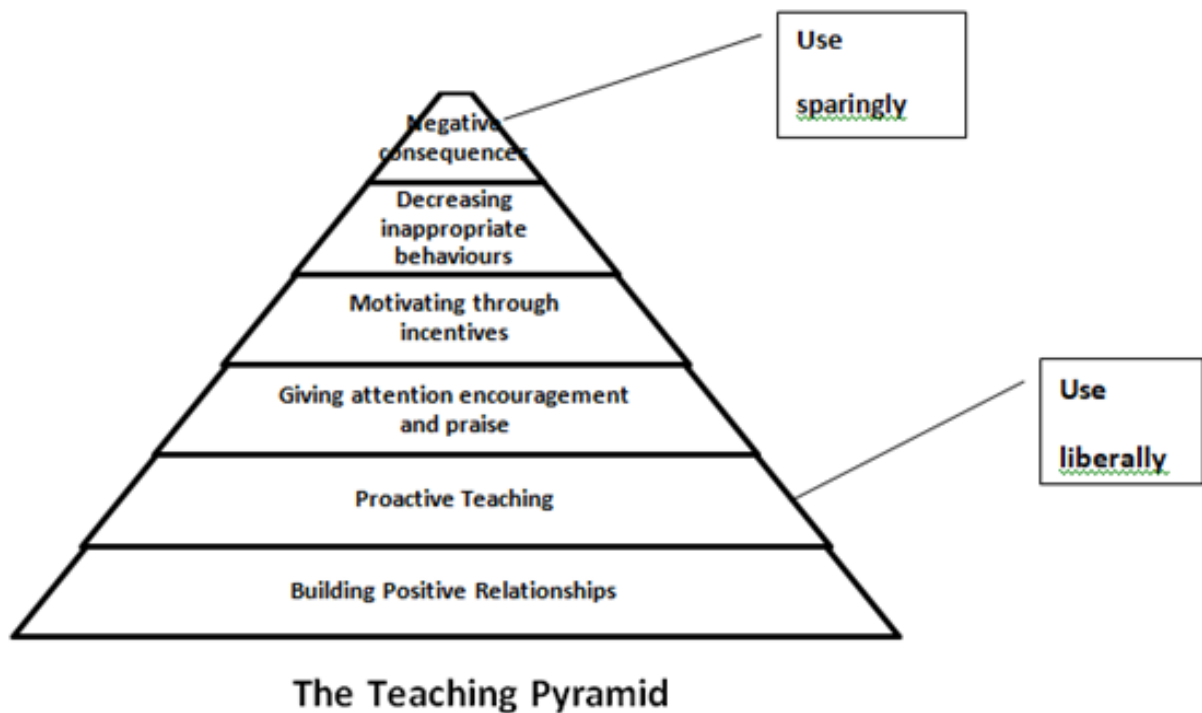 Use
sparingly
Negative
consequences
Decreasing
inappropriate
behaviours
Motivating through
incentives
Giving attention encouragement
and praise
Use
liberally
Proactive Teaching
Building Positive Relationships
The Teaching Pyramid